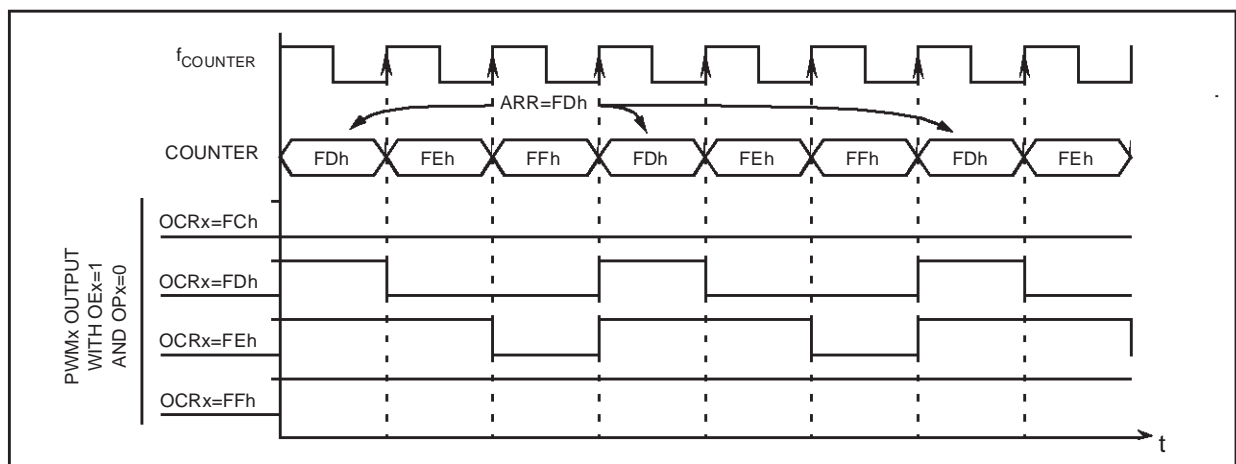 fCOUNTER
ARR=FDh
COUNTER
FDh FEh FFh FDh FEh FFh FDh FEh
PWMx OUTPUT
WITH OEx=1
AND OPx=0
OCRx=FCh
OCRx=FDh
OCRx=FEh
OCRx=FFh
t